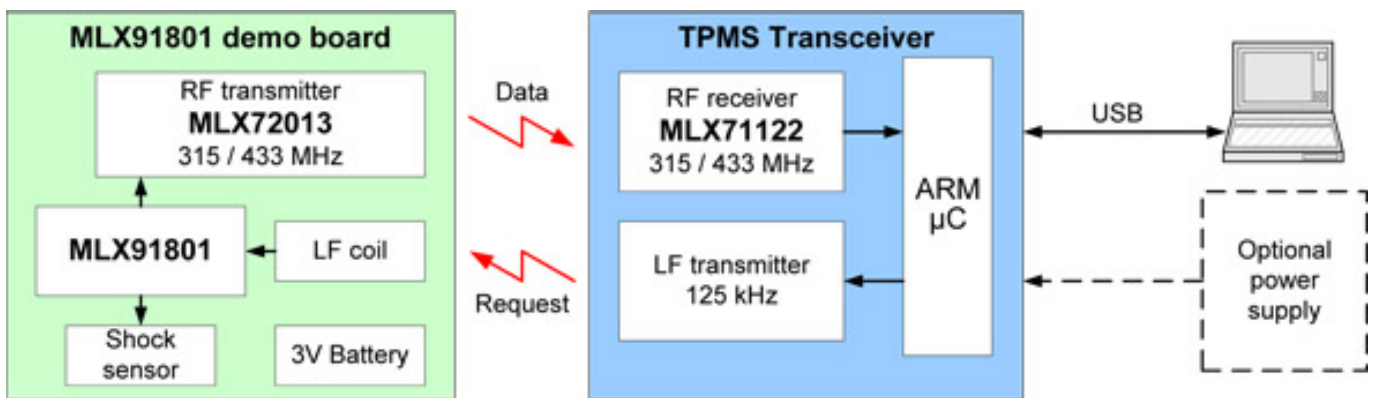 MLX91801 demo board
RF transmitter
MLX72013
315 / 433 MHz
MLX91801
LF coil
Shock
sensor
3V Battery
Data
Request
TPMS Transceiver
RF receiver
MLX71122
315 / 433 MHz
LF transmitter
125 kHz
ARM
µC
USB
Optional
power
supply